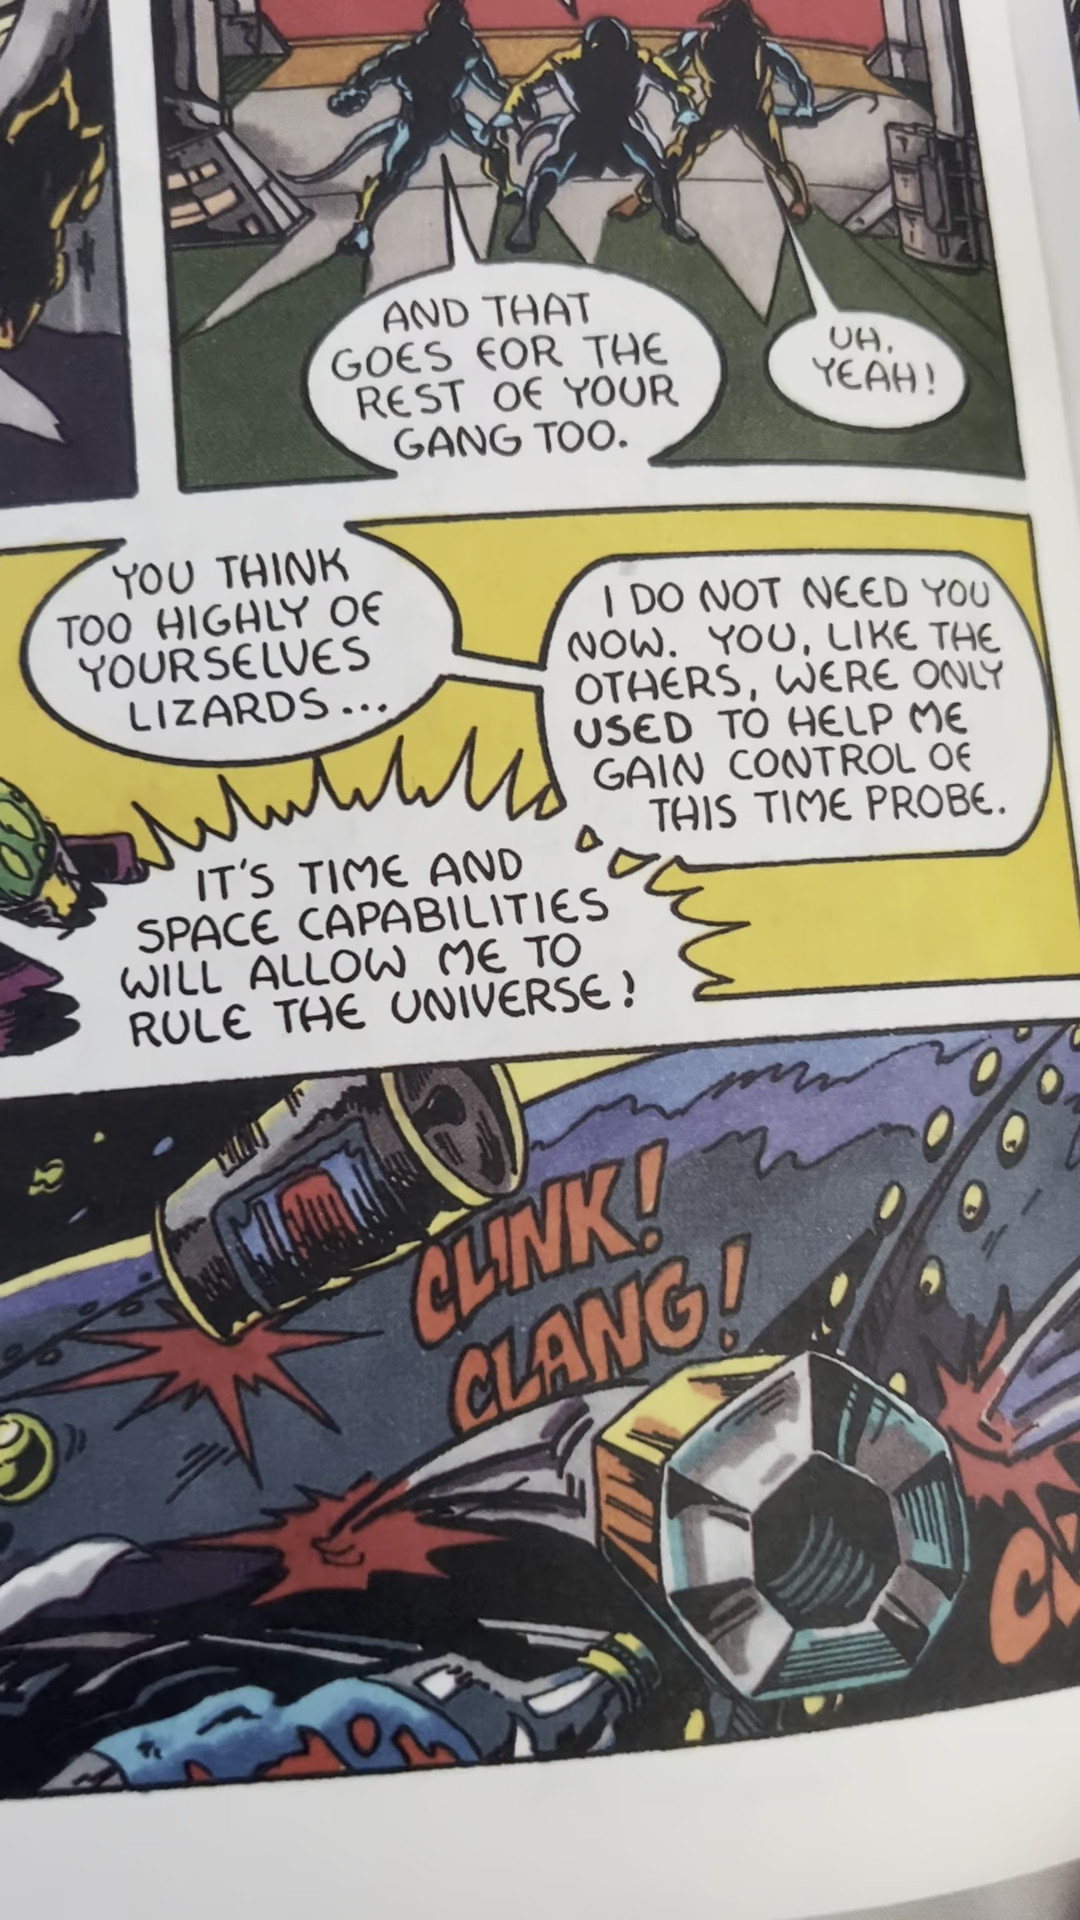 AND THAT
GOES FOR THE
REST OF YOUR
GANG TOO.
UH,
YEAH!
YOU THINK
TOO HIGHLY OF
YOURSELVES
LIZARDS...
I DO NOT NEED YOU
NOW. YOU, LIKE THE
OTHERS, WERE ONLY
USED TO HELP ME
GAIN CONTROL OF
THIS TIME PROBE.
IT'S TIME AND
SPACE CAPABILITIES
WILL ALLOW ME TO
RULE THE UNIVERSE!
CLINK!
CLANG!